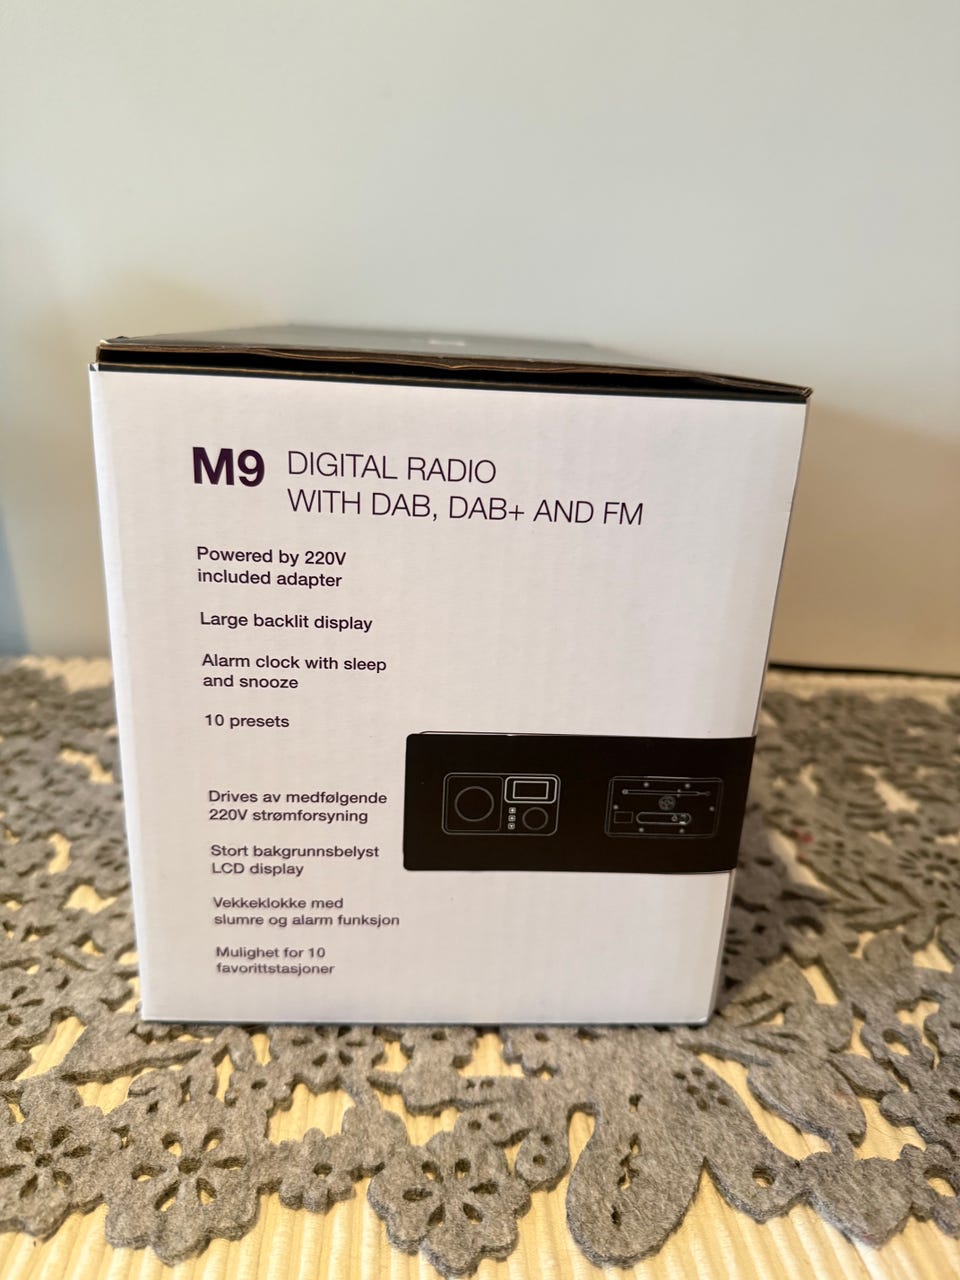 M9 DIGITAL RADIO
WITH DAB, DAB+ AND FM
Powered by 220V
included adapter
Large backlit display
Alarm clock with sleep
and snooze
10 presets
Drives av medfølgende
220V strømforsyning
Stort bakgrunnsbelyst
LCD display
Vekkeklokke med
slumre og alarm funksjon
Mulighet for 10
favorittstasjoner